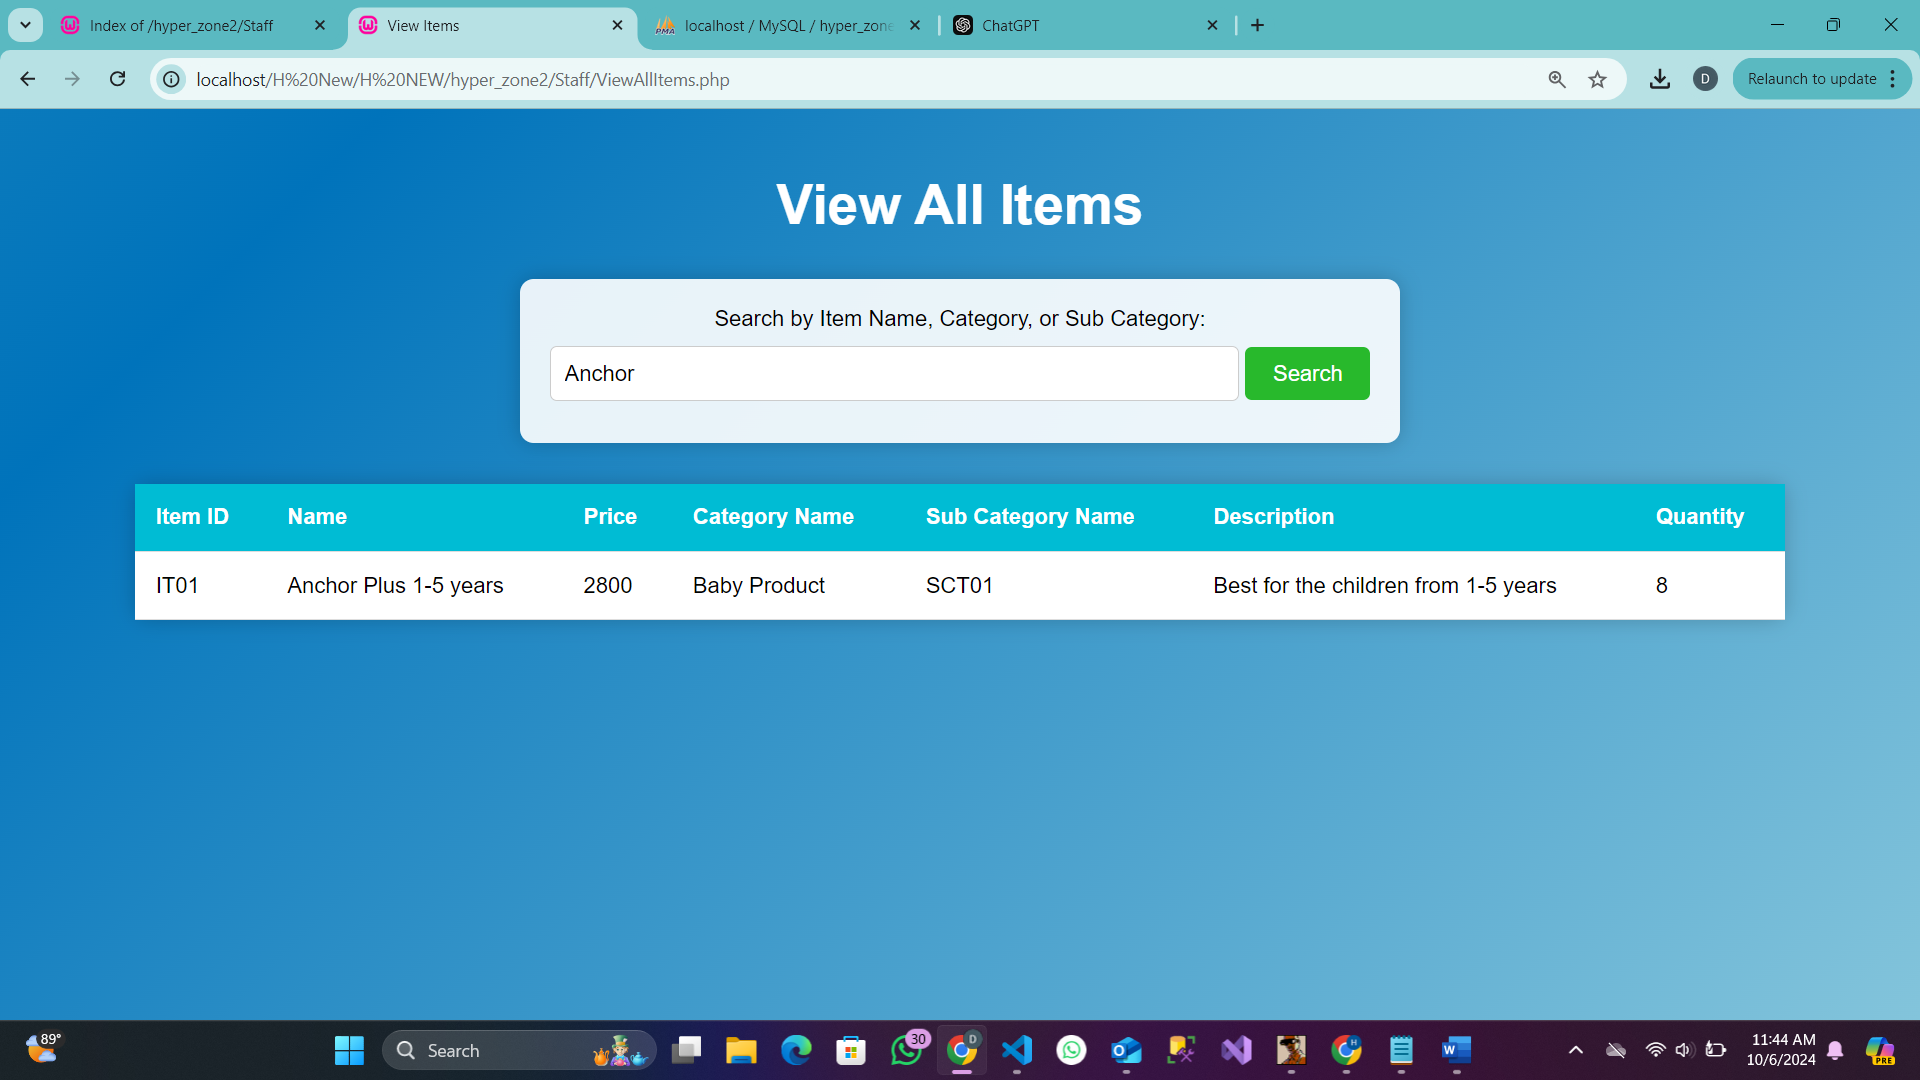 Index of /hyper_zone2/Staff
View Items
localhost / MySQL / hyper_zone
ChatGPT
localhost/H%20New/H%20NEW/hyper_zone2/Staff/ViewAllItems.php
D
Relaunch to update
View All Items
Search by Item Name, Category, or Sub Category:
Anchor
Search
Item ID Name Price Category Name Sub Category Name Description Quantity
IT01 Anchor Plus 1-5 years 2800 Baby Product SCT01 Best for the children from 1-5 years 8
89°
Search
30
D
H
11:44 AM
10/6/2024
PRE